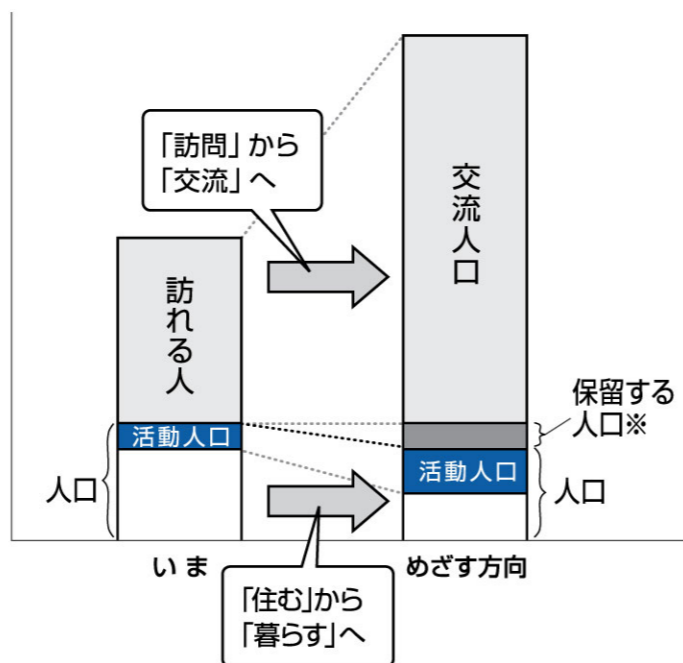 「訪問」から
「交流」へ
訪れる人
交流人口
保留する
人口※
活動人口
活動人口
人口
人口
いま
めざす方向
「住む」から
「暮らす」へ